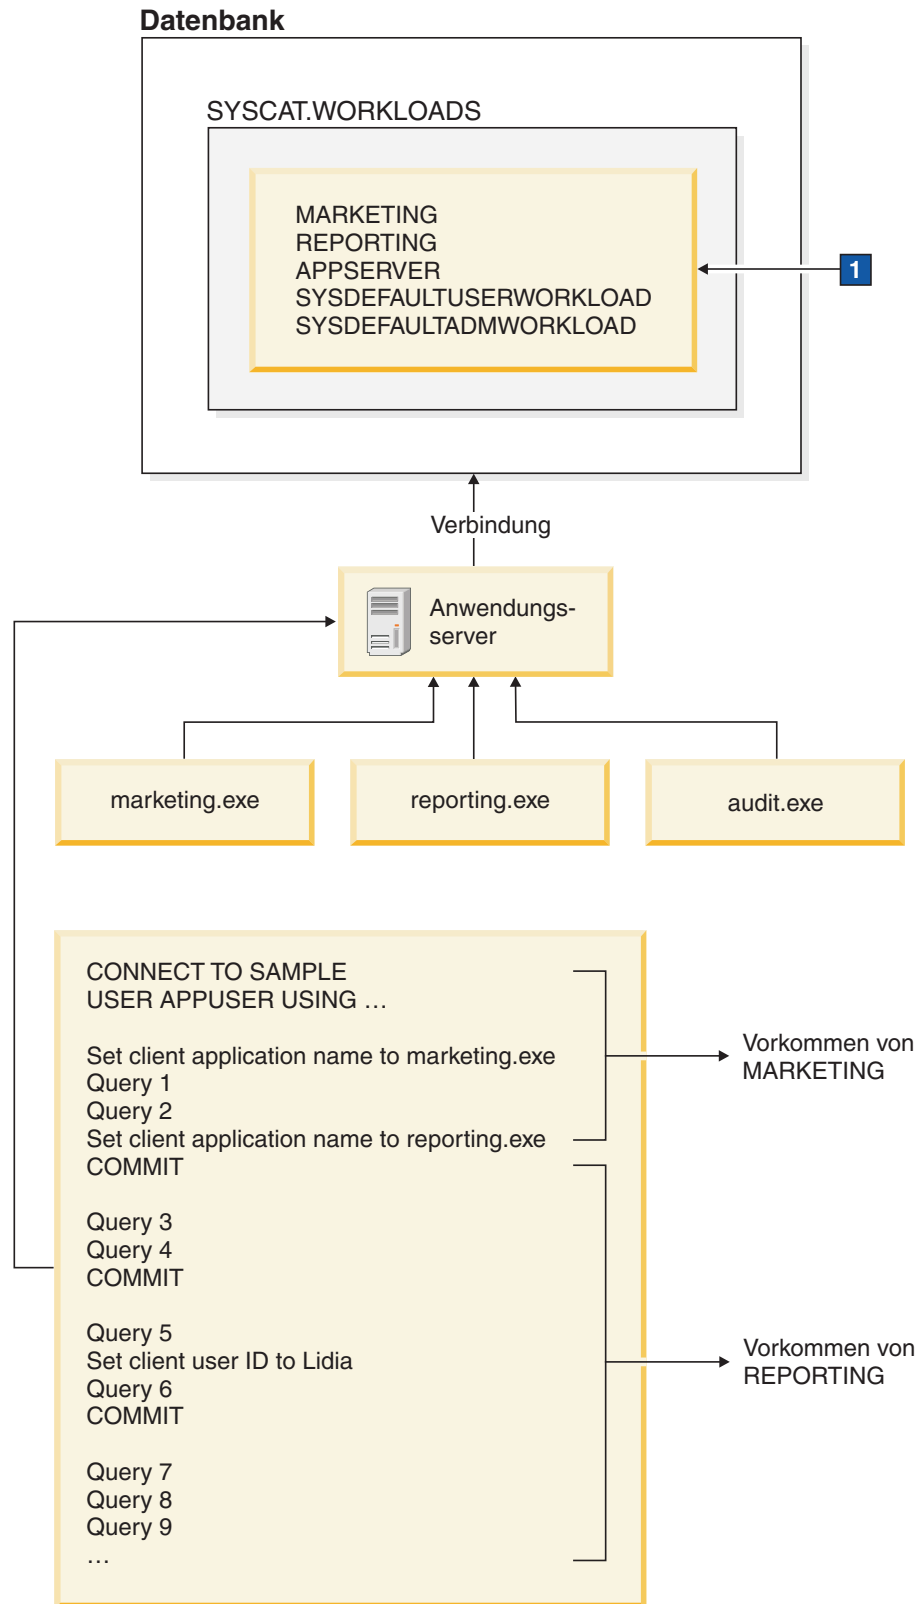 Datenbank
SYSCAT.WORKLOADS
MARKETING
REPORTING
APPSERVER
SYSDEFAULTUSERWORKLOAD
SYSDEFAULTADMWORKLOAD
1
Verbindung
Anwendungs-
server
marketing.exe
reporting.exe
audit.exe
CONNECT TO SAMPLE
USER APPUSER USING …
Set client application name to marketing.exe
Query 1
Query 2
Set client application name to reporting.exe
COMMIT
Query 3
Query 4
COMMIT
Query 5
Set client user ID to Lidia
Query 6
COMMIT
Query 7
Query 8
Query 9
…
Vorkommen von
MARKETING
Vorkommen von
REPORTING